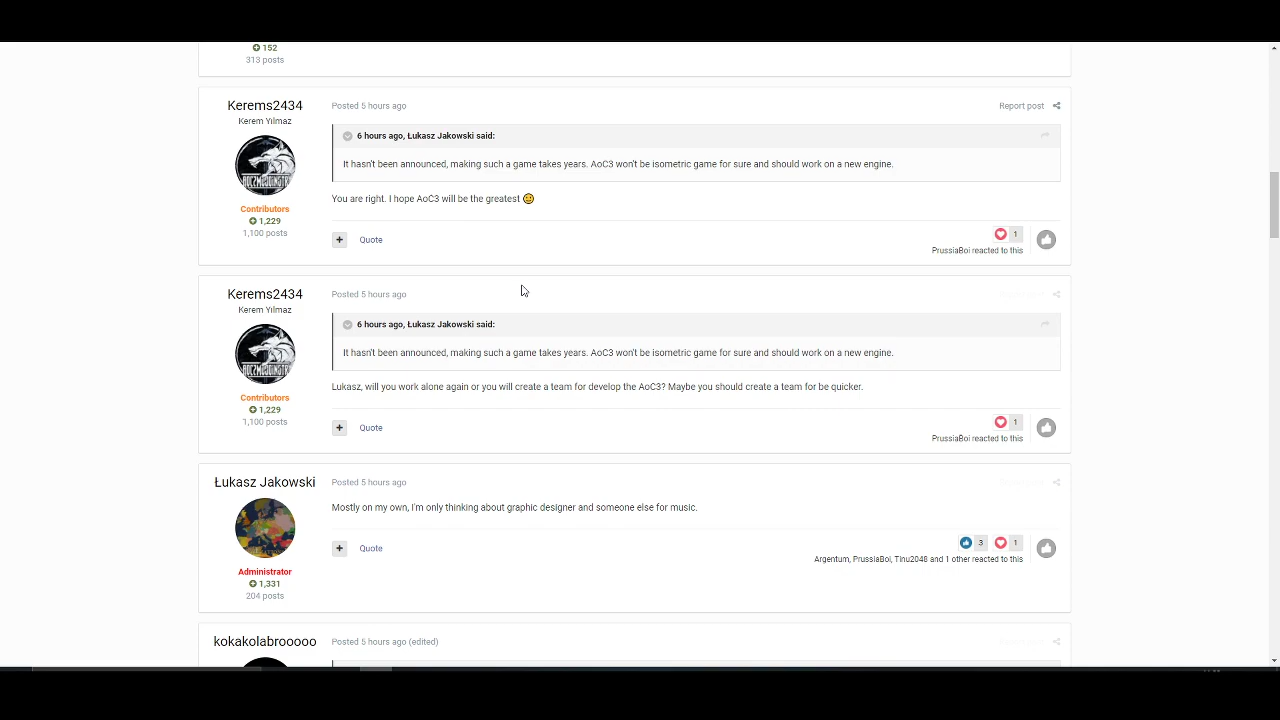 152
313 posts
Kerems2434
Kerem Yılmaz
Contributors
1,229
1,100 posts
Posted 5 hours ago
Report post
6 hours ago, Łukasz Jakowski said:
It hasn't been announced, making such a game takes years. AoC3 won't be isometric game for sure and should work on a new engine.
You are right. I hope AoC3 will be the greatest
+ Quote
1
PrussiaBoi reacted to this
Kerems2434
Kerem Yılmaz
Contributors
1,229
1,100 posts
Posted 5 hours ago
Report post
6 hours ago, Łukasz Jakowski said:
It hasn't been announced, making such a game takes years. AoC3 won't be isometric game for sure and should work on a new engine.
Lukasz, will you work alone again or you will create a team for develop the AoC3? Maybe you should create a team for be quicker.
+ Quote
1
PrussiaBoi reacted to this
Łukasz Jakowski
Administrator
1,331
204 posts
Posted 5 hours ago
Report post
Mostly on my own, I'm only thinking about graphic designer and someone else for music.
+ Quote
3 1
Argentum, PrussiaBoi, Tinu2048 and 1 other reacted to this
kokakolabrooooo
Posted 5 hours ago (edited)
Report post